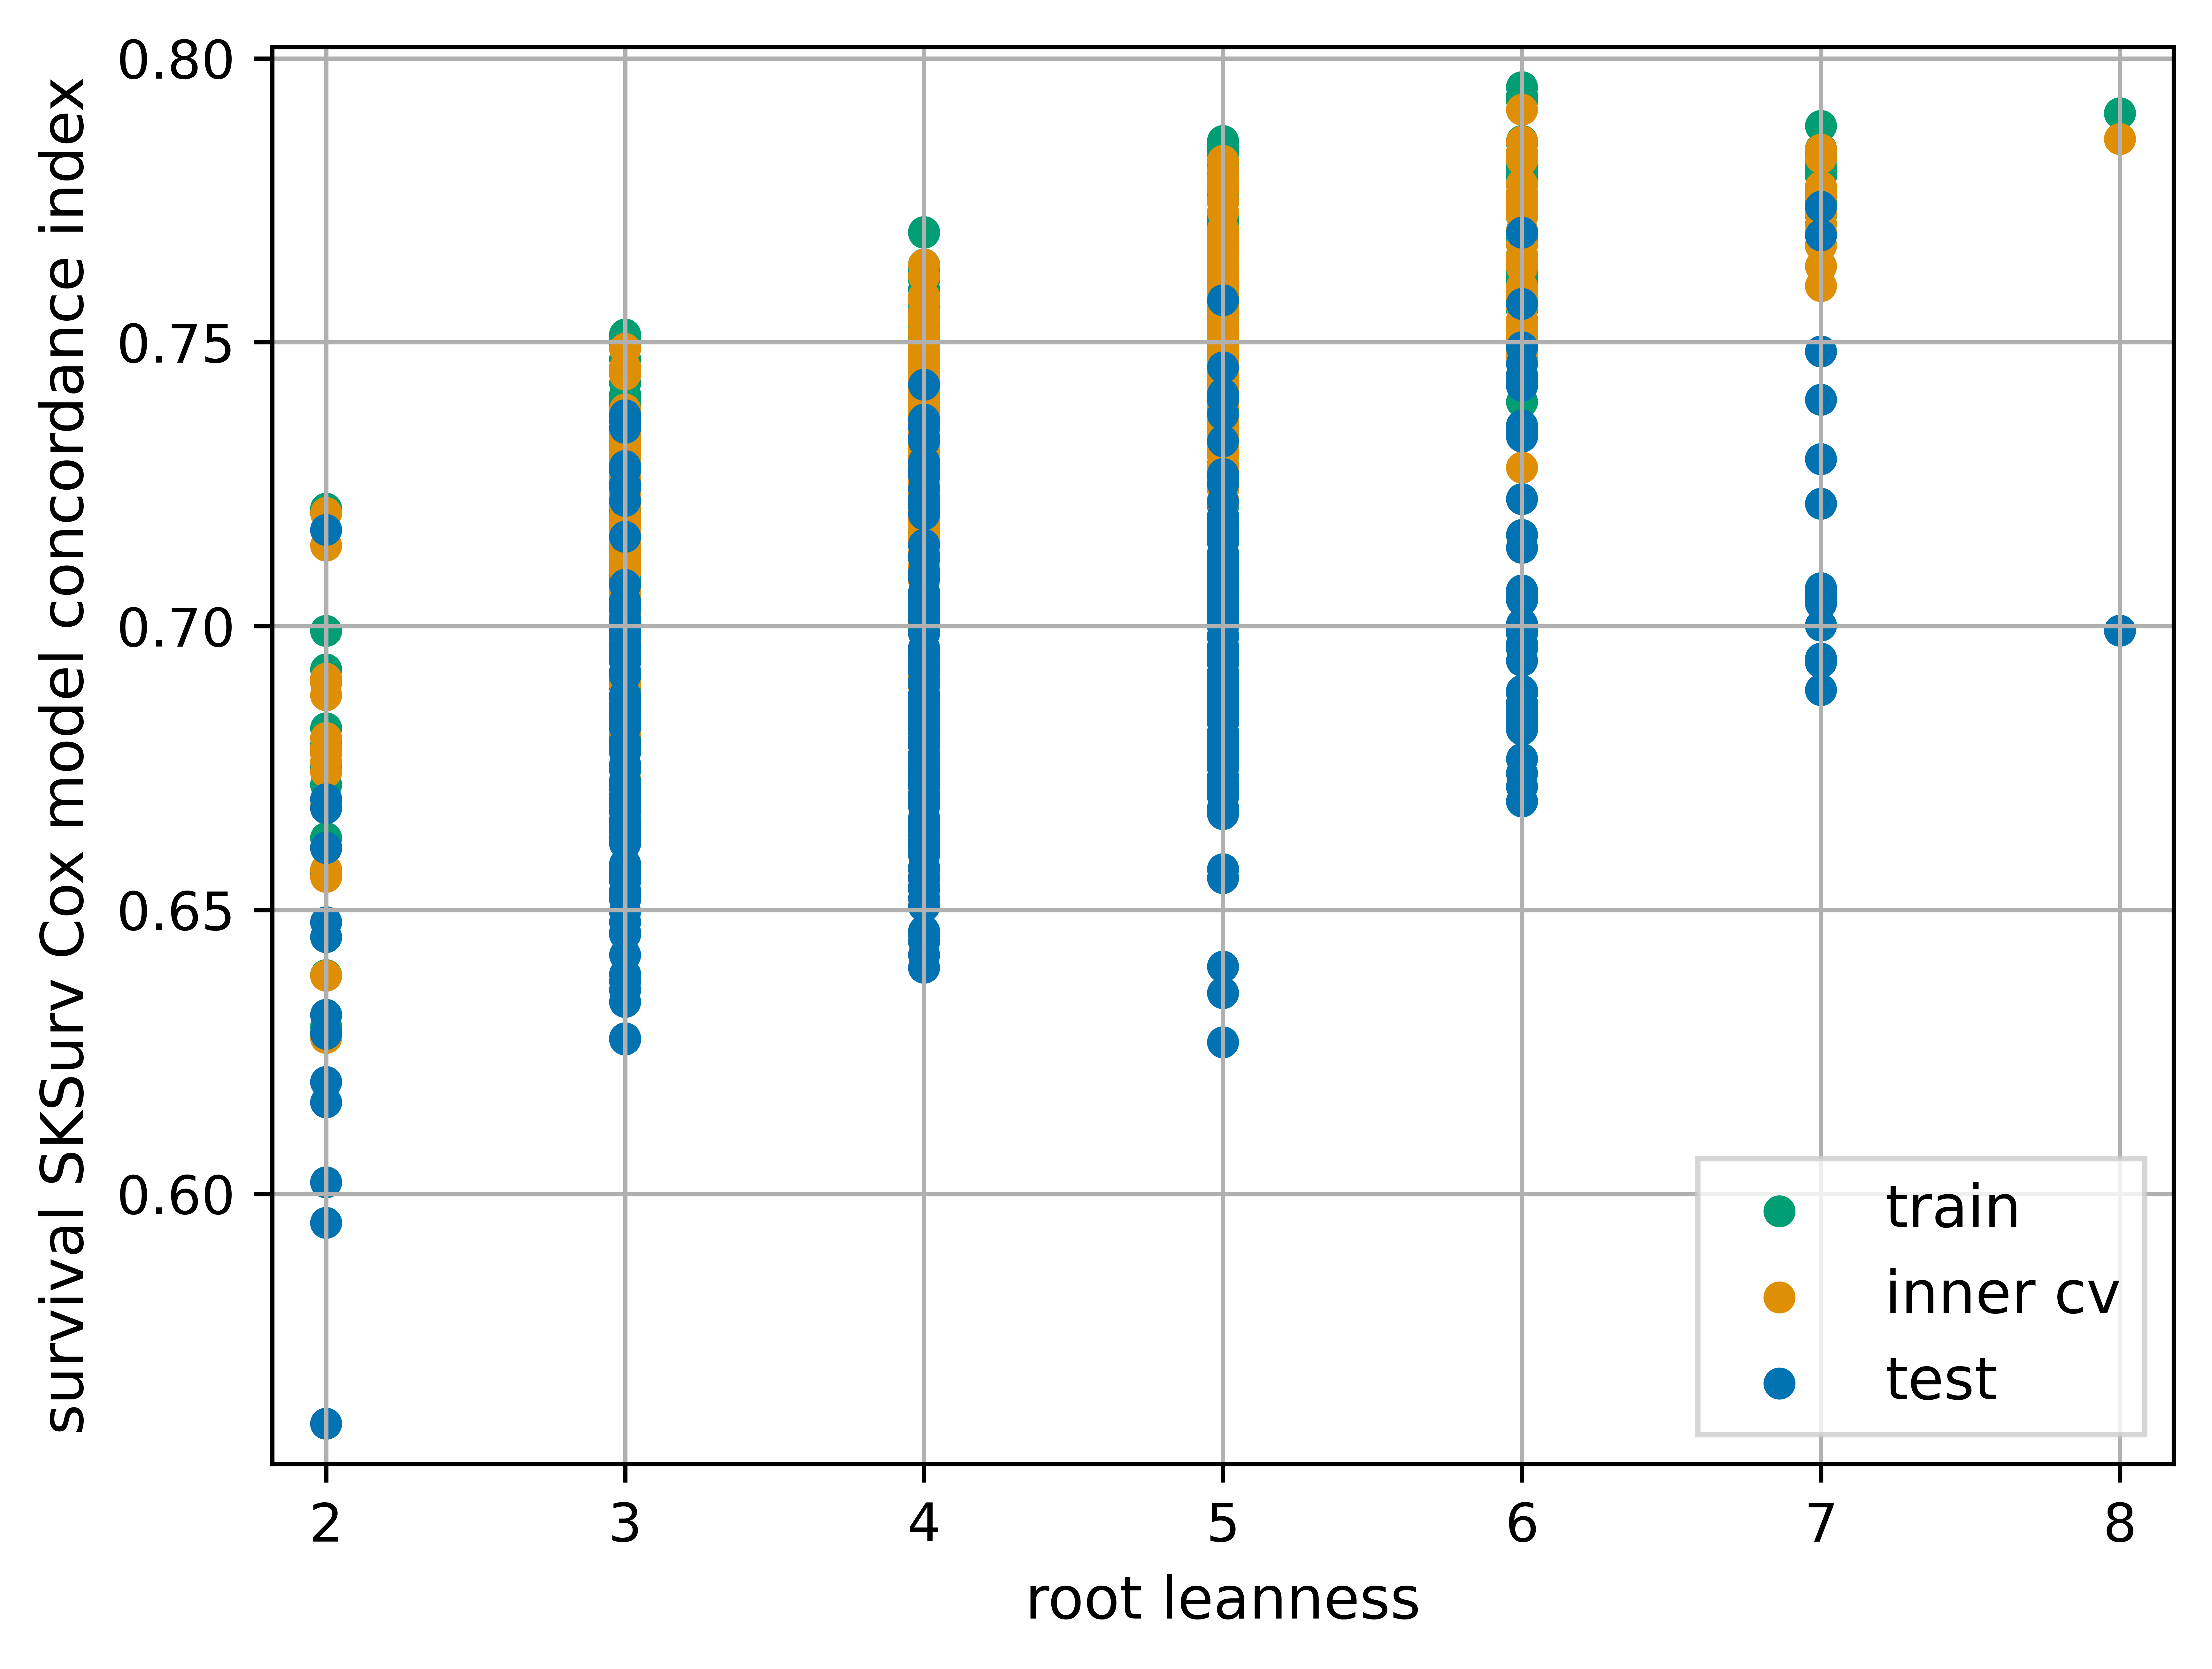 survival SKSurv Cox model concordance index
0.80
0.75
0.70
0.65
0.60
train
inner cv
test
2 3 4 5 6 7 8
root leanness